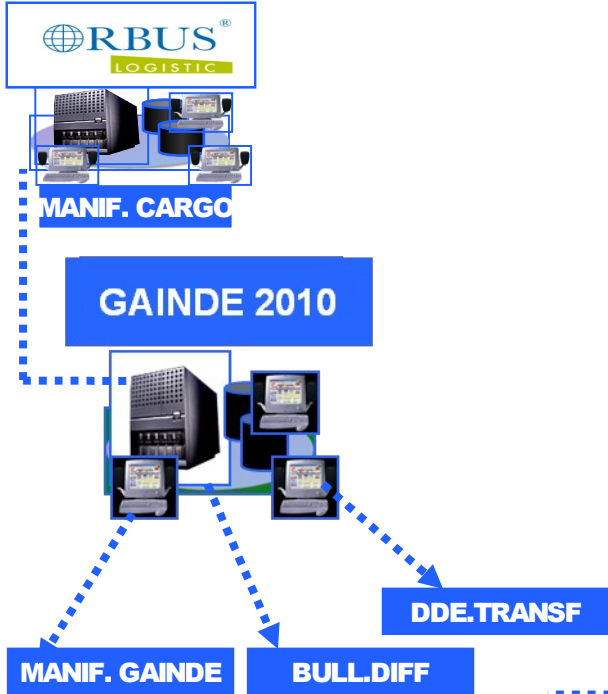 ORBUS®
LOGISTIC
MANIF. CARGO
GAINDE 2010
DDE.TRANSF
MANIF. GAINDE
BULL.DIFF